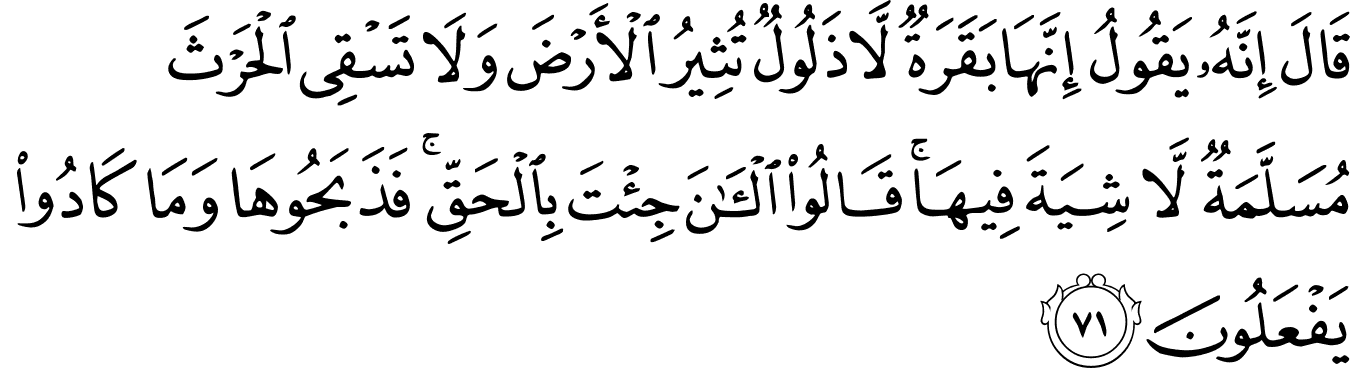 قَالَ إِنَّهُۥ يَقُولُ إِنَّهَا بَقَرَةٌ لَّا ذَلُولٌ تُثِيرُ ٱلْأَرْضَ وَلَا تَسْقِى ٱلْحَرْثَ
مُسَلَّمَةٌ لَّا شِيَةَ فِيهَا ۚ قَالُوا۟ ٱلْـَٔـٰنَ جِئْتَ بِٱلْحَقِّ ۚ فَذَبَحُوهَا وَمَا كَادُوا۟
يَفْعَلُونَ ٧١